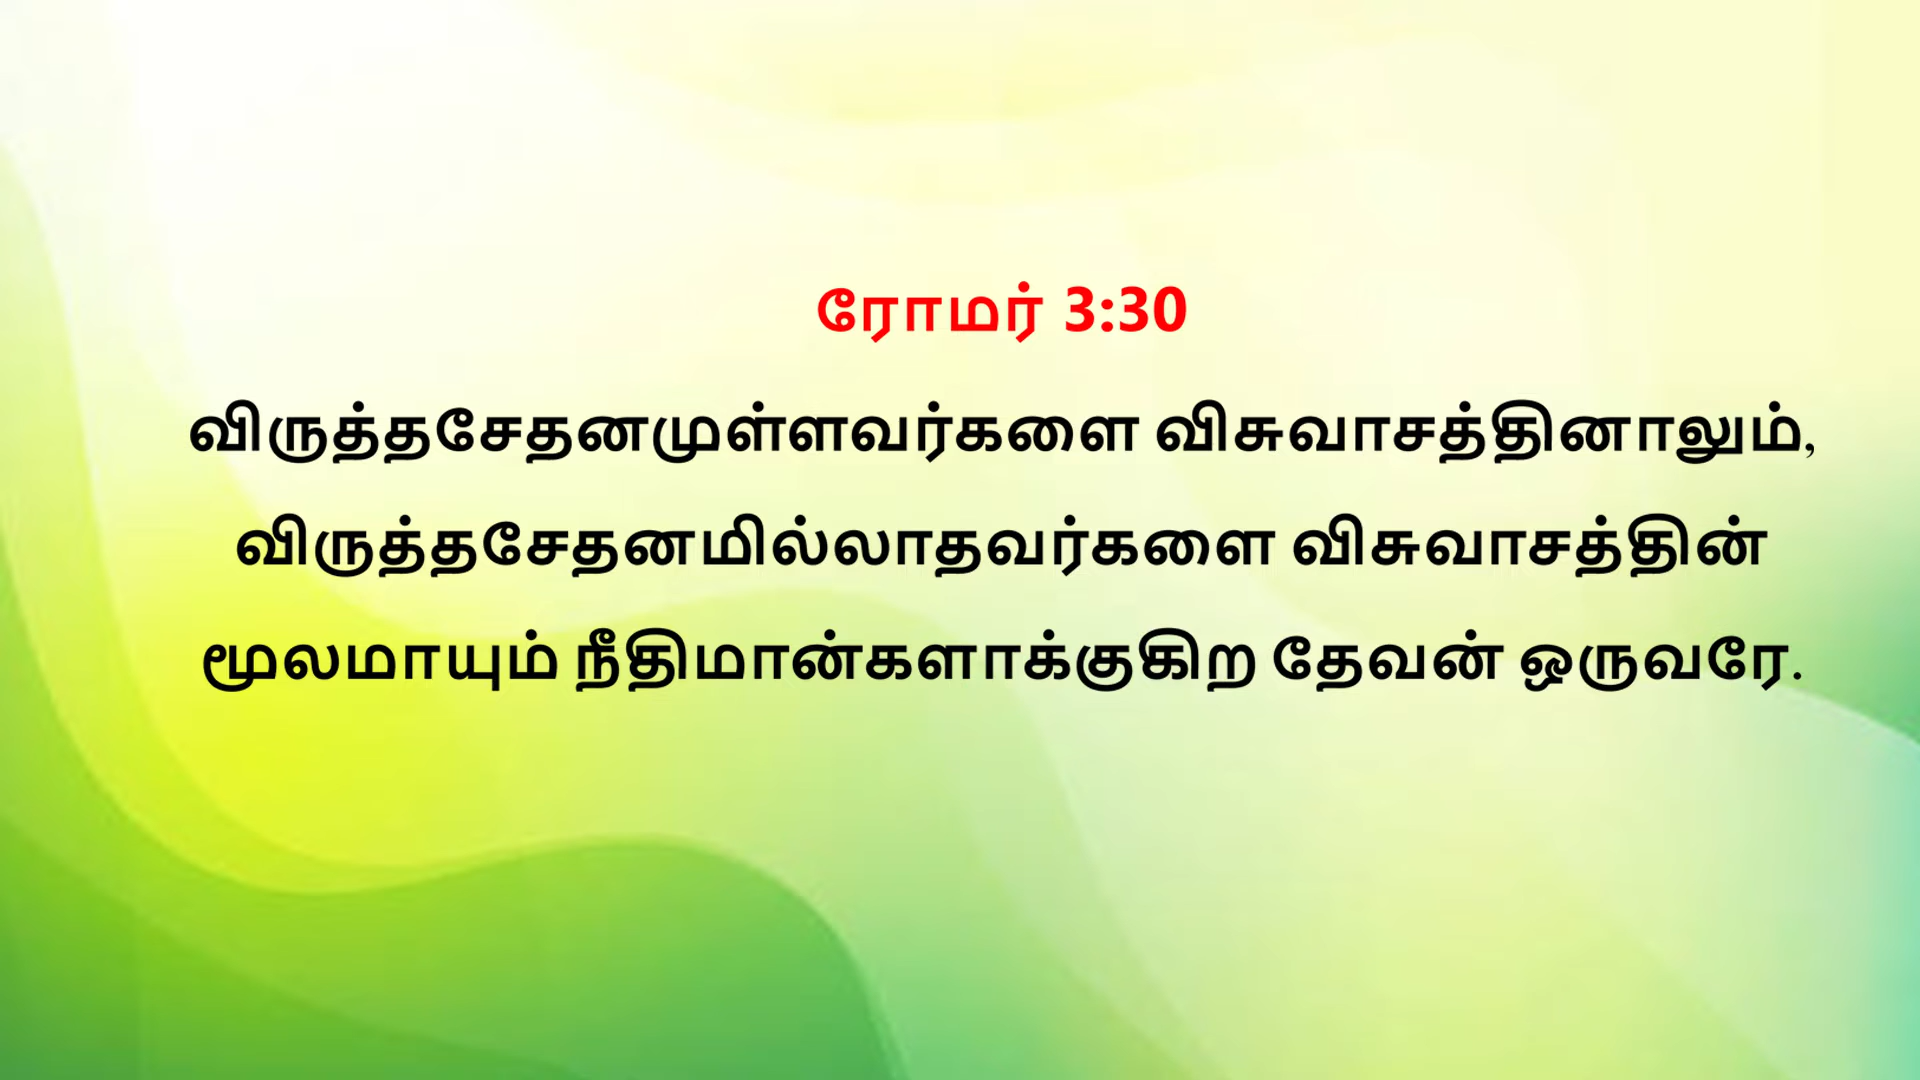 ரோமர் 3:30
விருத்தசேதனமுள்ளவர்களை விசுவாசத்தினாலும்,
விருத்தசேதனமில்லாதவர்களை விசுவாசத்தின்
மூலமாயும் நீதிமான்களாக்குகிற தேவன் ஒருவரே.